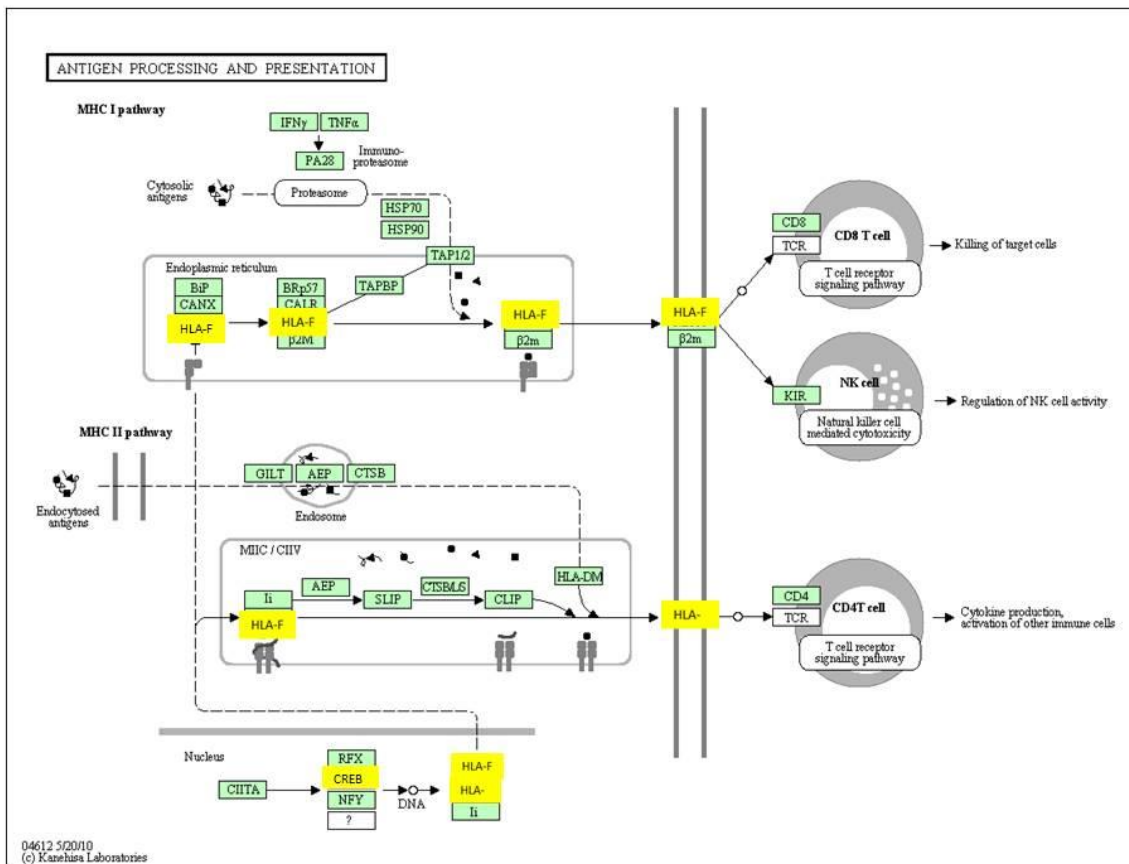 ANTIGEN PROCESSING AND PRESENTATION
MHC I pathway
IFNγ TNFα
PA28
Immuno-
proteasome
Cytosolic
antigens
Proteasome
HSP70
HSP90
TAP1/2
Endoplasmic reticulum
BiP
CANX
HLA-F
BRp57
CALR
HLA-F
β2M
TAPBP
HLA-F
β2m
HLA-F
β2m
CD8
TCR
CD8 T cell
T cell receptor
signaling pathway
Killing of target cells
KIR
NK cell
Natural killer cell
mediated cytotoxicity
Regulation of NK cell activity
MHC II pathway
Endocytosed
antigens
GILT AEP CTSB
Endosome
MIIC / CIIV
Ii
HLA-F
AEP
SLIP
CTSB/L/S
CLIP
HLA-DM
HLA-
CD4
TCR
CD4T cell
T cell receptor
signaling pathway
Cytokine production,
activation of other immune cells
Nucleus
CIITA
RFX
CREB
NFY
?
DNA
HLA-F
HLA-
Ii
04612 5/20/10
(c) Kanehisa Laboratories